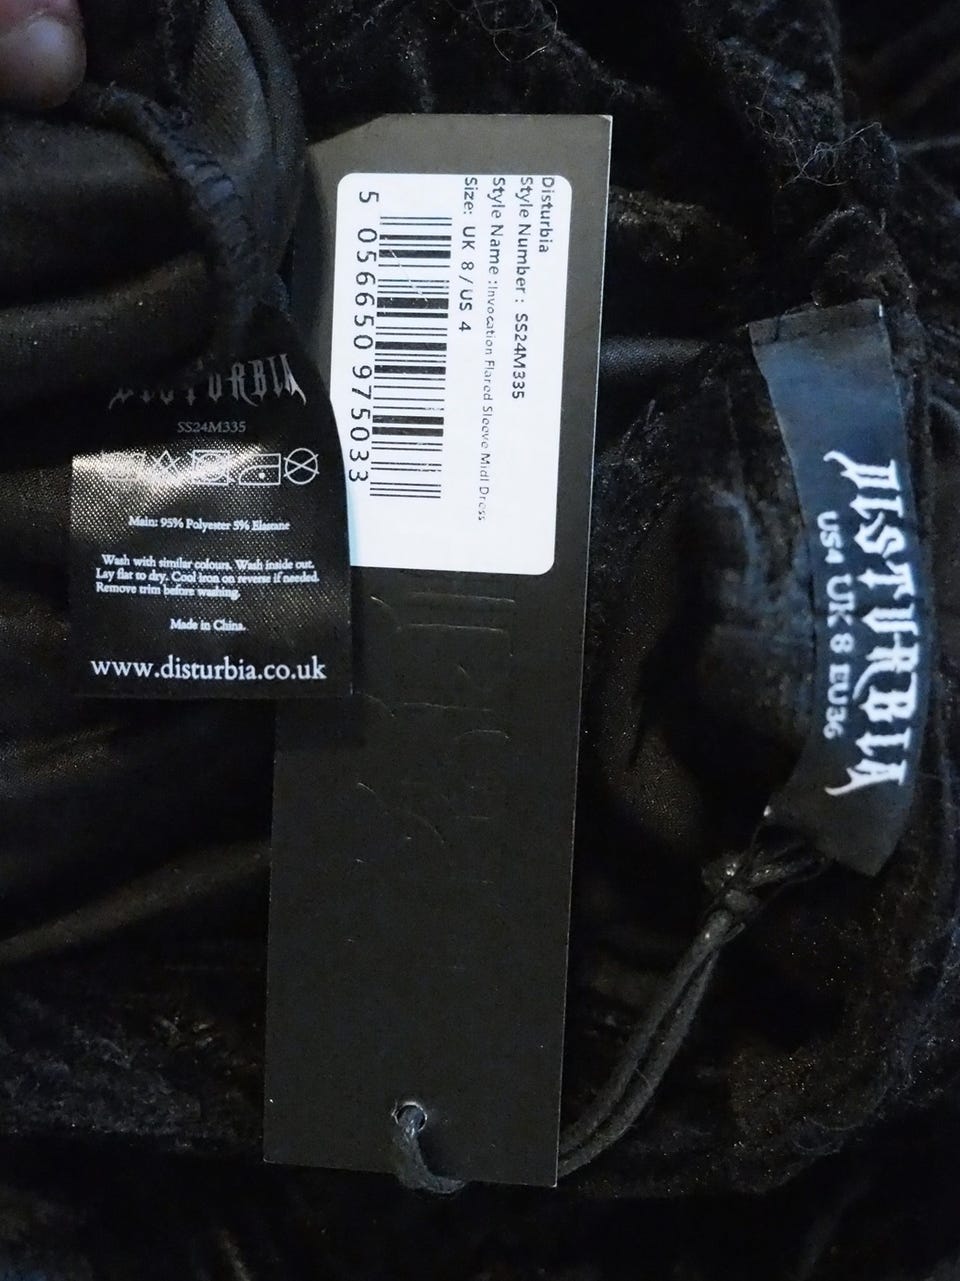 DISTURBIA
SS24M335
Main: 95% Polyester 5% Elastane
Wash with similar colours. Wash inside out.
Lay flat to dry. Cool iron on reverse if needed.
Remove trim before washing.
Made in China.
www.disturbia.co.uk
Disturbia
Style Number : SS24M335
Style Name :Invocation Flared Sleeve Midi Dress
Size: UK 8 / US 4
5 056650 975033
DISTURBIA
US4 UK 8 EU36